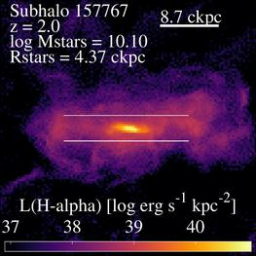 Subhalo 157767
8.7 ckpc
z = 2.0
log Mstars = 10.10
Rstars = 4.37 ckpc
L(H-alpha) [log erg s⁻¹ kpc⁻²]
37 38 39 40